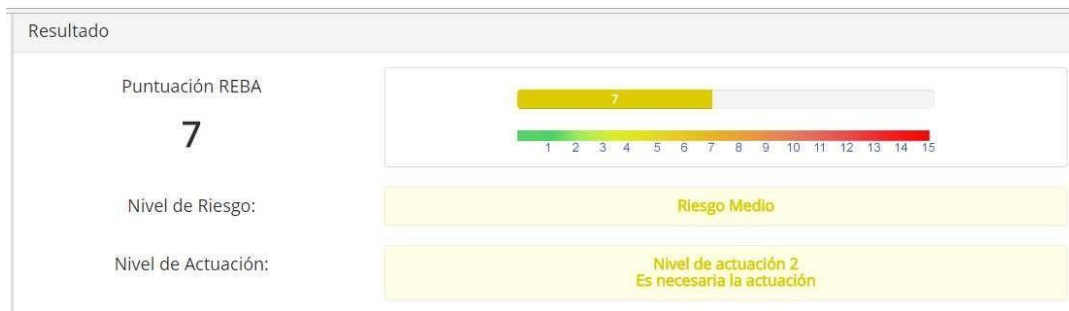 Resultado
Puntuación REBA
7
7
1 2 3 4 5 6 7 8 9 10 11 12 13 14 15
Nivel de Riesgo:
Riesgo Medio
Nivel de Actuación:
Nivel de actuación 2
Es necesaria la actuación